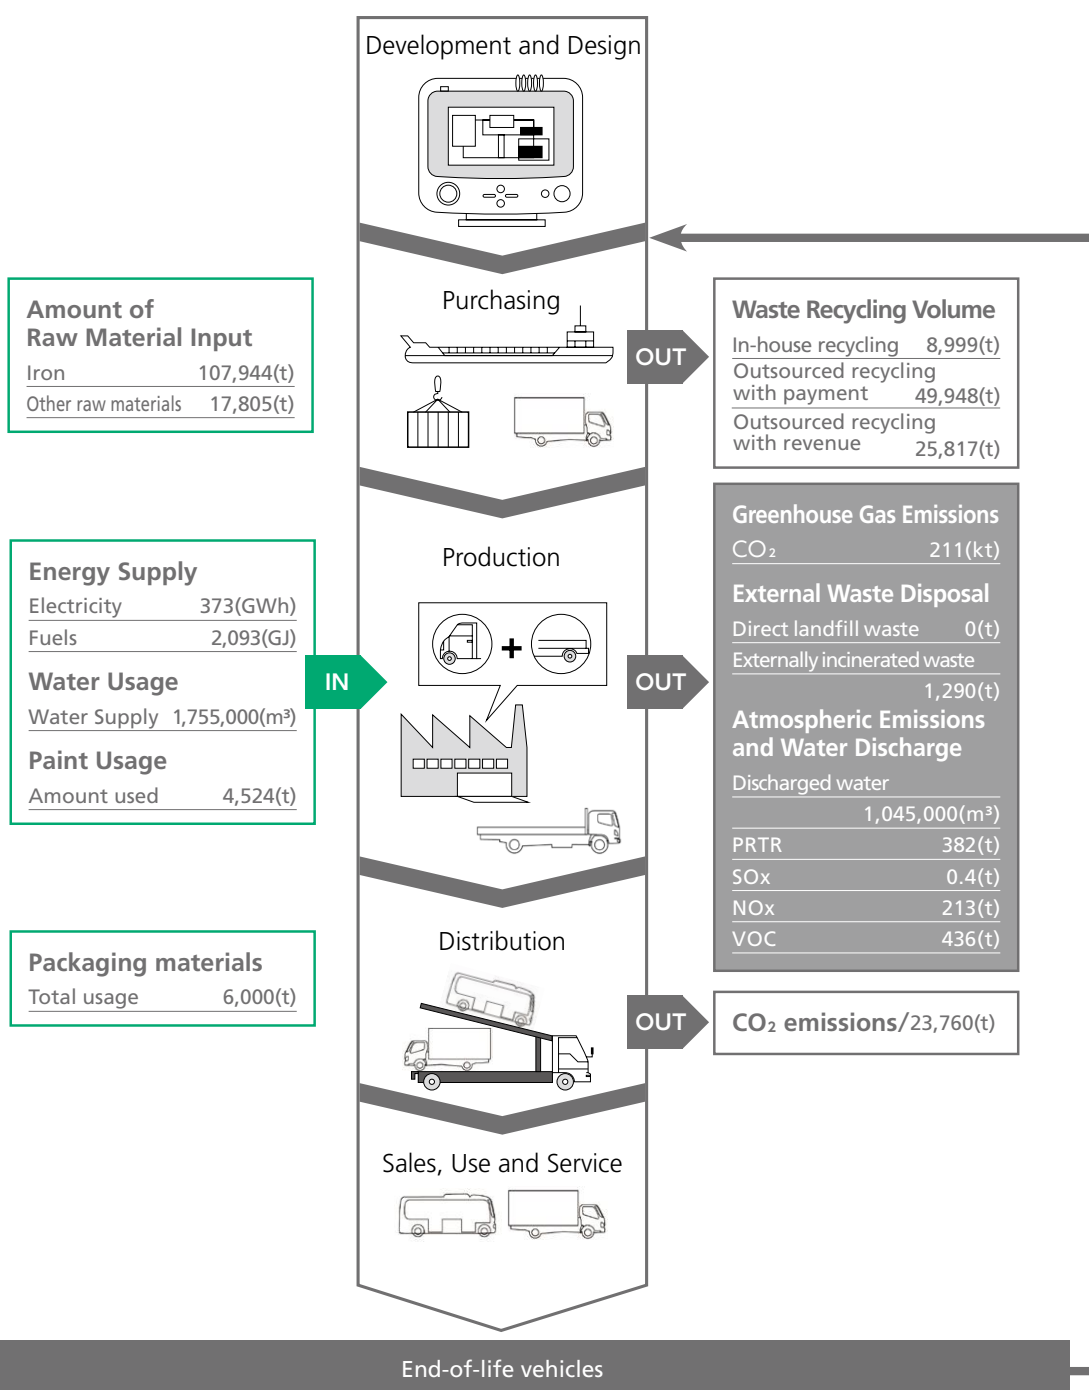 Development and Design
Amount of
Raw Material Input
Iron 107,944(t)
Other raw materials 17,805(t)
Purchasing
OUT
Waste Recycling Volume
In-house recycling 8,999(t)
Outsourced recycling
with payment 49,948(t)
Outsourced recycling
with revenue 25,817(t)
Energy Supply
Electricity 373(GWh)
Fuels 2,093(GJ)
Water Usage
Water Supply 1,755,000(m³)
Paint Usage
Amount used 4,524(t)
IN
Production
OUT
Greenhouse Gas Emissions
CO₂ 211(kt)
External Waste Disposal
Direct landfill waste 0(t)
Externally incinerated waste
1,290(t)
Atmospheric Emissions
and Water Discharge
Discharged water
1,045,000(m³)
PRTR 382(t)
SOx 0.4(t)
NOx 213(t)
VOC 436(t)
Packaging materials
Total usage 6,000(t)
Distribution
OUT
CO₂ emissions/23,760(t)
Sales, Use and Service
End-of-life vehicles